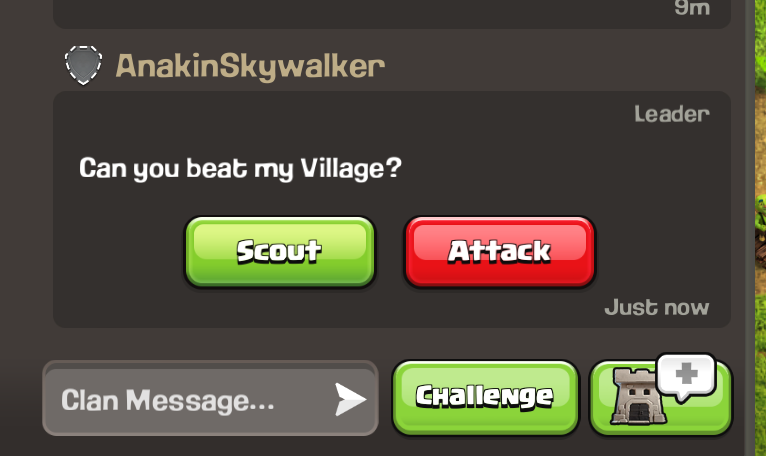 9m
AnakinSkywalker
Leader
Can you beat my Village?
Scout
Attack
Just now
Clan Message...
Challenge